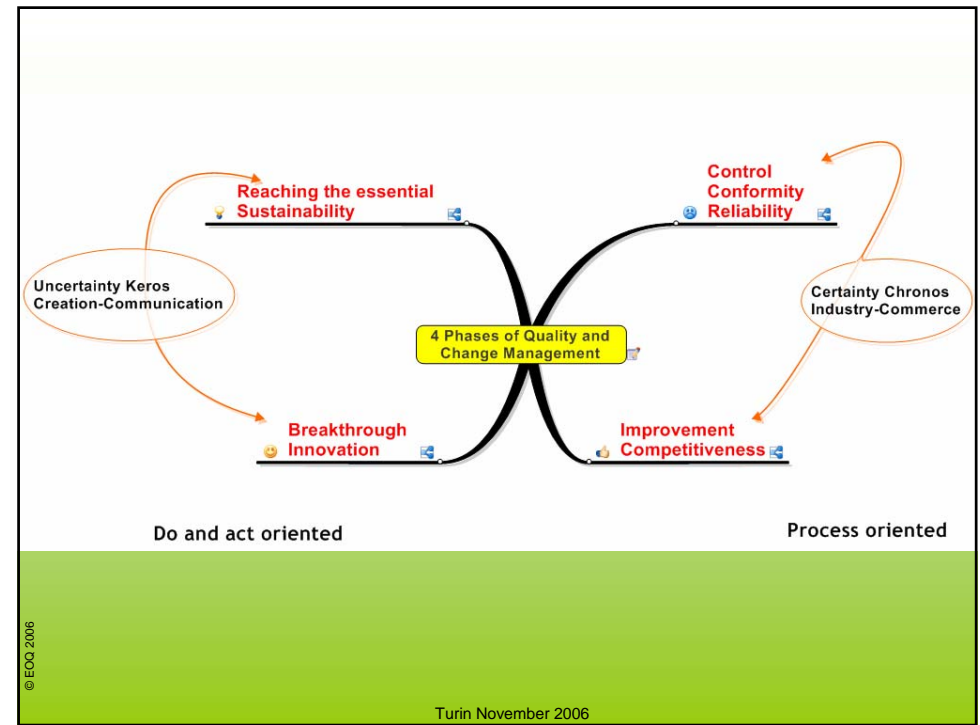 Reaching the essential
Sustainability
Control
Conformity
Reliability
Uncertainty Keros
Creation-Communication
Certainty Chronos
Industry-Commerce
4 Phases of Quality and
Change Management
Breakthrough
Innovation
Improvement
Competitiveness
Do and act oriented
Process oriented
© EOQ 2006
Turin November 2006